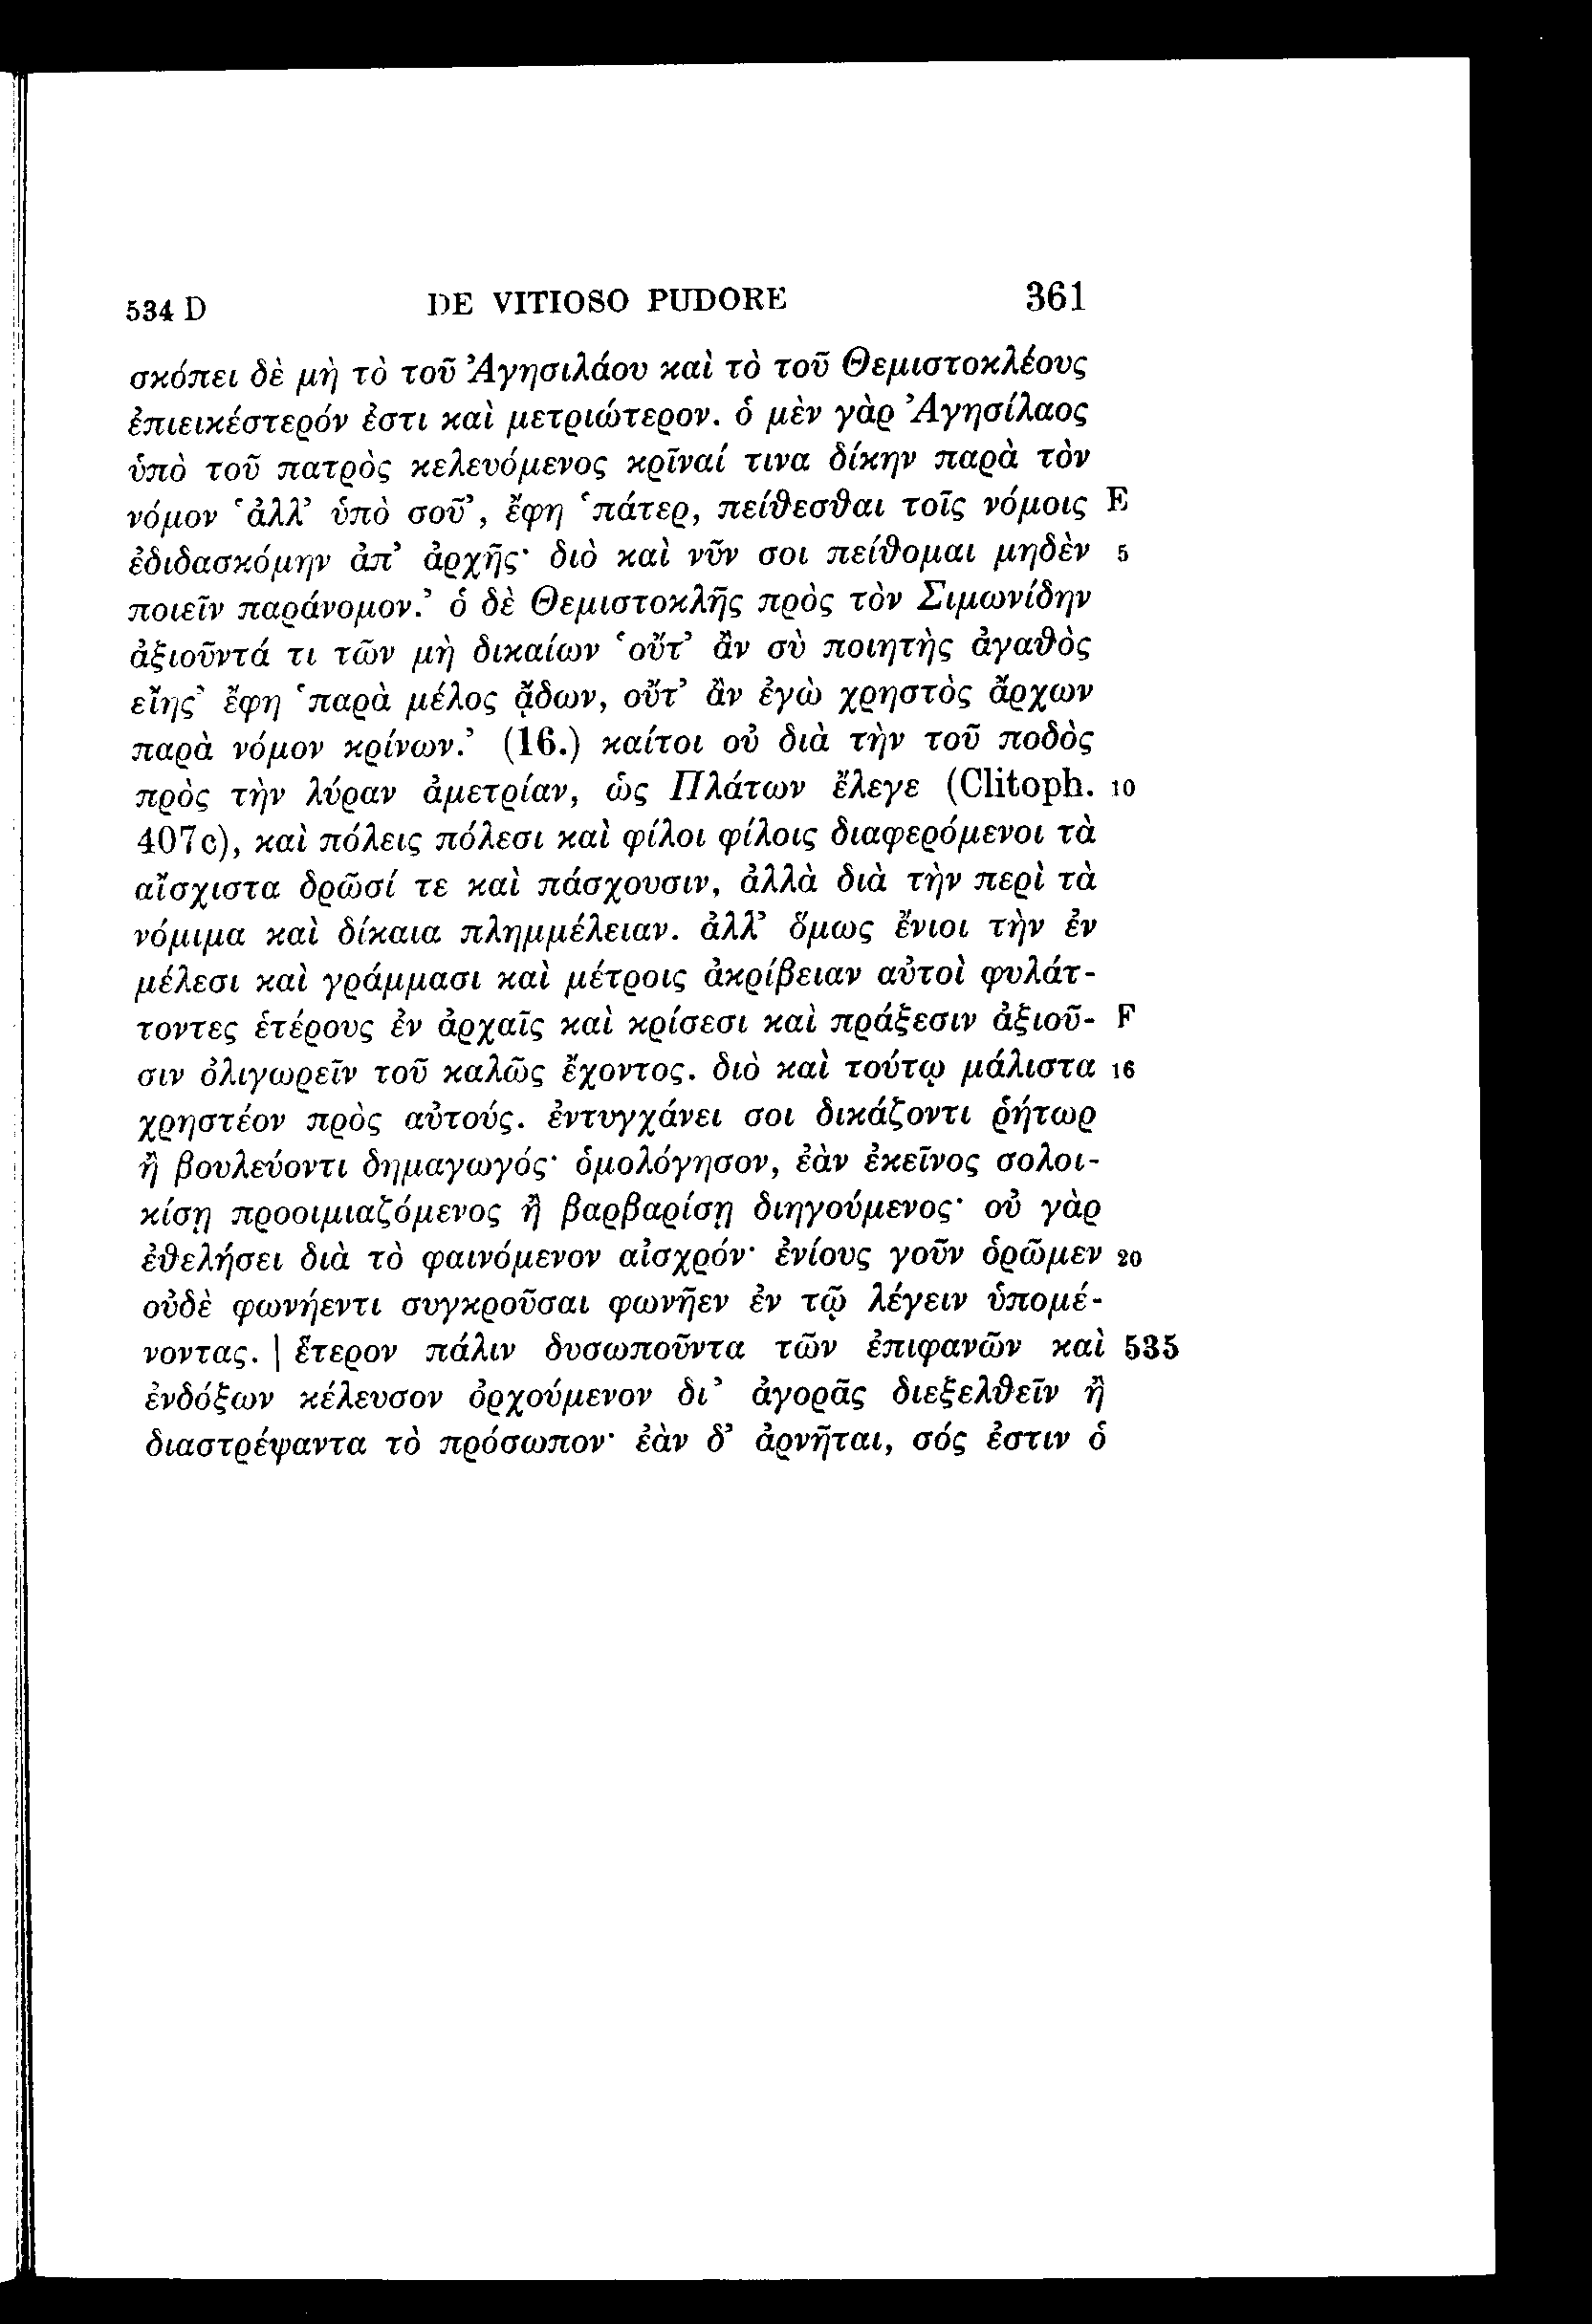 534 D DE VITIOSO PUDORE 361
σκόπει δὲ μὴ τὸ τοῦ Ἀγησιλάου καὶ τὸ τοῦ Θεμιστοκλέους
ἐπιεικέστερόν ἐστι καὶ μετριώτερον. ὁ μὲν γὰρ Ἀγησίλαος
ὑπὸ τοῦ πατρὸς κελευόμενος κρῖναί τινα δίκην παρὰ τὸν
νόμον ‘ἀλλ’ ὑπὸ σοῦ’, ἔφη ‘πάτερ, πείθεσθαι τοῖς νόμοις E
ἐδιδασκόμην ἀπ’ ἀρχῆς· διὸ καὶ νῦν σοι πείθομαι μηδὲν 5
ποιεῖν παράνομον.’ ὁ δὲ Θεμιστοκλῆς πρὸς τὸν Σιμωνίδην
ἀξιοῦντά τι τῶν μὴ δικαίων ‘οὔτ’ ἂν σὺ ποιητὴς ἀγαθὸς
εἴης’ ἔφη ‘παρὰ μέλος ᾄδων, οὔτ’ ἂν ἐγὼ χρηστὸς ἄρχων
παρὰ νόμον κρίνων.’ (16.) καίτοι οὐ διὰ τὴν τοῦ ποδὸς
πρὸς τὴν λύραν ἀμετρίαν, ὡς Πλάτων ἔλεγε (Clitoph. 10
407c), καὶ πόλεις πόλεσι καὶ φίλοι φίλοις διαφερόμενοι τὰ
αἴσχιστα δρῶσί τε καὶ πάσχουσιν, ἀλλὰ διὰ τὴν περὶ τὰ
νόμιμα καὶ δίκαια πλημμέλειαν. ἀλλ’ ὅμως ἔνιοι τὴν ἐν
μέλεσι καὶ γράμμασι καὶ μέτροις ἀκρίβειαν αὐτοὶ φυλάτ-
τοντες ἑτέρους ἐν ἀρχαῖς καὶ κρίσεσι καὶ πράξεσιν ἀξιοῦ- F
σιν ὀλιγωρεῖν τοῦ καλῶς ἔχοντος. διὸ καὶ τούτῳ μάλιστα 16
χρηστέον πρὸς αὐτούς. ἐντυγχάνει σοι δικάζοντι ῥήτωρ
ἢ βουλεύοντι δημαγωγός· ὁμολόγησον, ἐὰν ἐκεῖνος σολοι-
κίσῃ προοιμιαζόμενος ἢ βαρβαρίσῃ διηγούμενος· οὐ γὰρ
ἐθελήσει διὰ τὸ φαινόμενον αἰσχρόν· ἐνίους γοῦν ὁρῶμεν 20
οὐδὲ φωνήεντι συγκροῦσαι φωνῆεν ἐν τῷ λέγειν ὑπομέ-
νοντας. | ἕτερον πάλιν δυσωποῦντα τῶν ἐπιφανῶν καὶ 535
ἐνδόξων κέλευσον ὀρχούμενον δι’ ἀγορᾶς διεξελθεῖν ἢ
διαστρέψαντα τὸ πρόσωπον· ἐὰν δ’ ἀρνῆται, σός ἐστιν ὁ